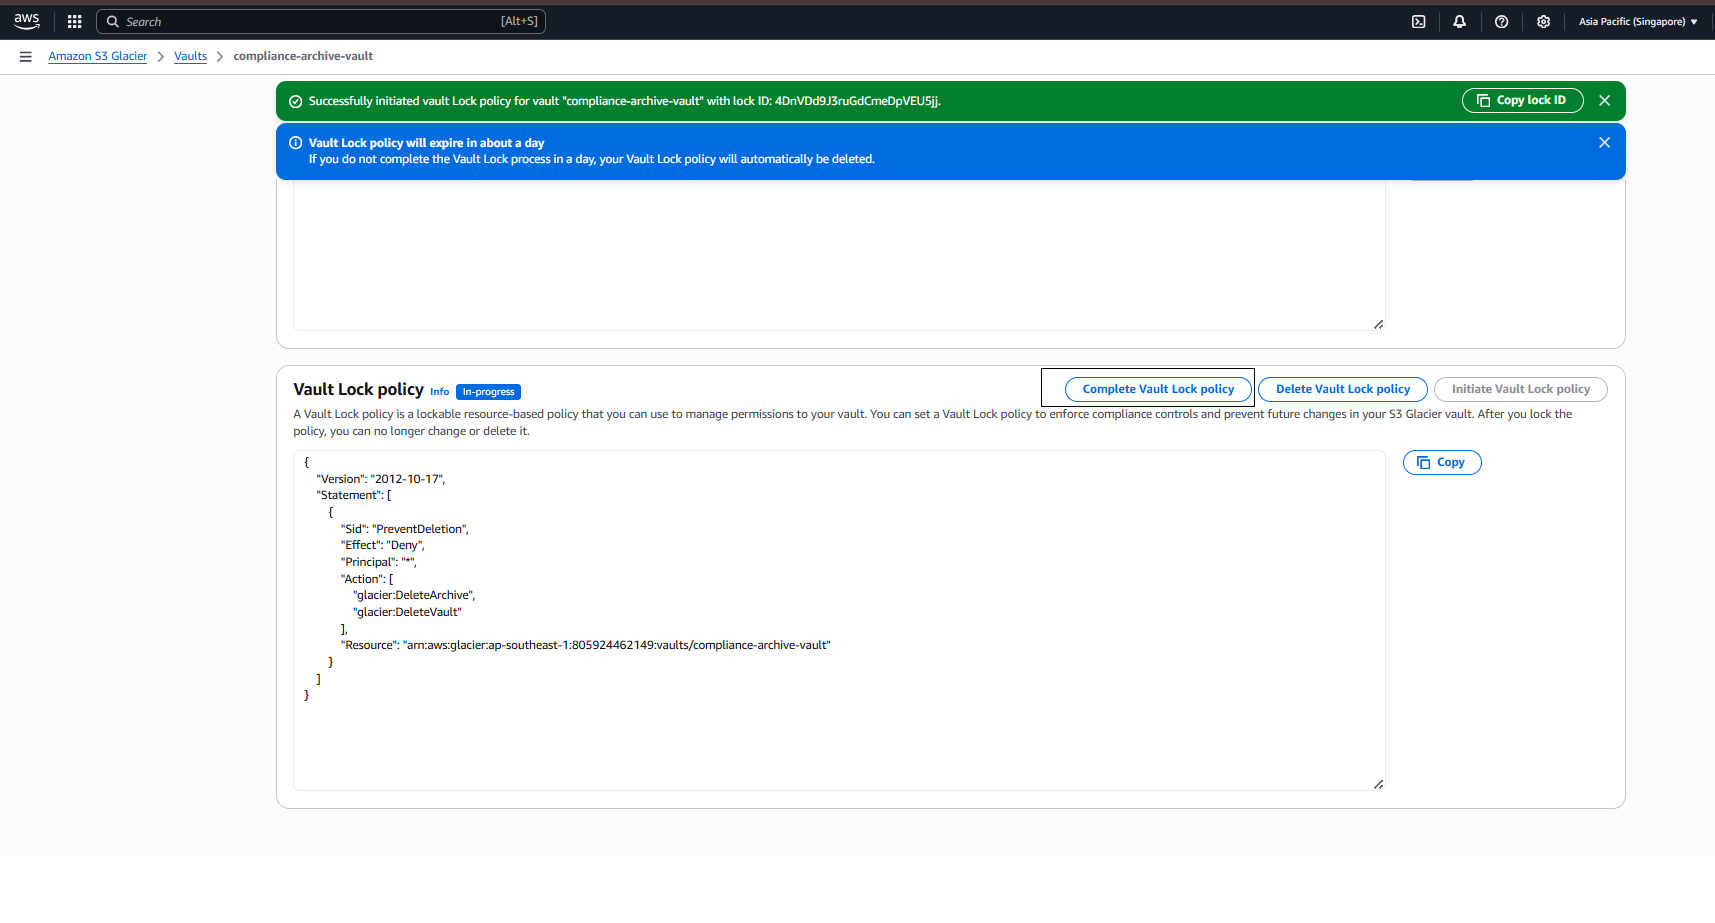 aws Search [Alt+S] Asia Pacific (Singapore)
Amazon S3 Glacier Vaults compliance-archive-vault
Successfully initiated vault Lock policy for vault "compliance-archive-vault" with lock ID: 4DnVDd9J3ruGdCmeDpVEU5jj. Copy lock ID
Vault Lock policy will expire in about a day
If you do not complete the Vault Lock process in a day, your Vault Lock policy will automatically be deleted.
Vault Lock policy Info In-progress Complete Vault Lock policy Delete Vault Lock policy Initiate Vault Lock policy
A Vault Lock policy is a lockable resource-based policy that you can use to manage permissions to your vault. You can set a Vault Lock policy to enforce compliance controls and prevent future changes in your S3 Glacier vault. After you lock the
policy, you can no longer change or delete it.
{
"Version": "2012-10-17",
"Statement": [
{
"Sid": "PreventDeletion",
"Effect": "Deny",
"Principal": "*",
"Action": [
"glacier:DeleteArchive",
"glacier:DeleteVault"
],
"Resource": "arn:aws:glacier:ap-southeast-1:805924462149:vaults/compliance-archive-vault"
}
]
}
Copy